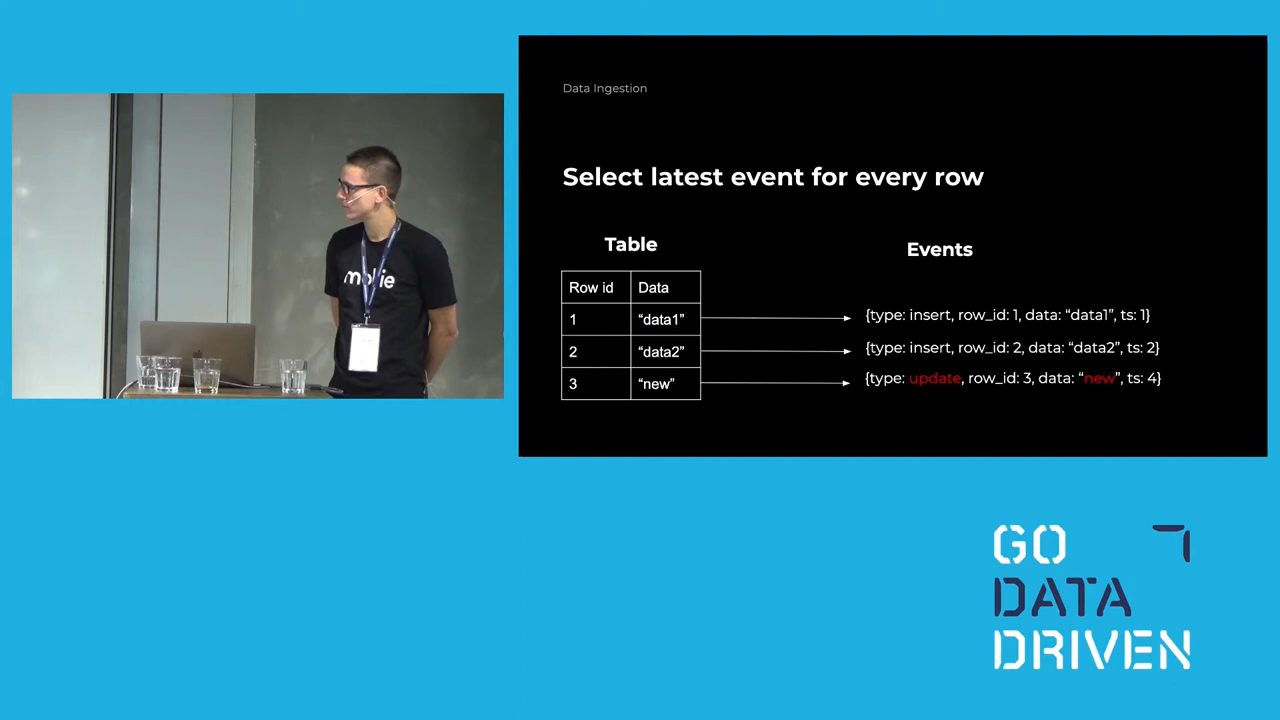 mollie
Data Ingestion
Select latest event for every row
Table
Events
Row id Data
1 “data1”
2 “data2”
3 “new”
{type: insert, row_id: 1, data: “data1”, ts: 1}
{type: insert, row_id: 2, data: “data2”, ts: 2}
{type: update, row_id: 3, data: “new”, ts: 4}
GO
DATA
DRIVEN